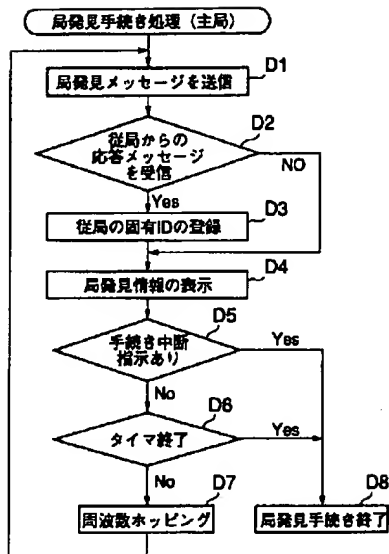 局発見手続き処理（主局）
D1
局発見メッセージを送信
D2
従局からの
応答メッセージ
を受信
NO
Yes
D3
従局の固有IDの登録
D4
局発見情報の表示
D5
手続き中断
指示あり
Yes
No
D6
タイマ終了
Yes
No
D7
周波数ホッピング
D8
局発見手続き終了